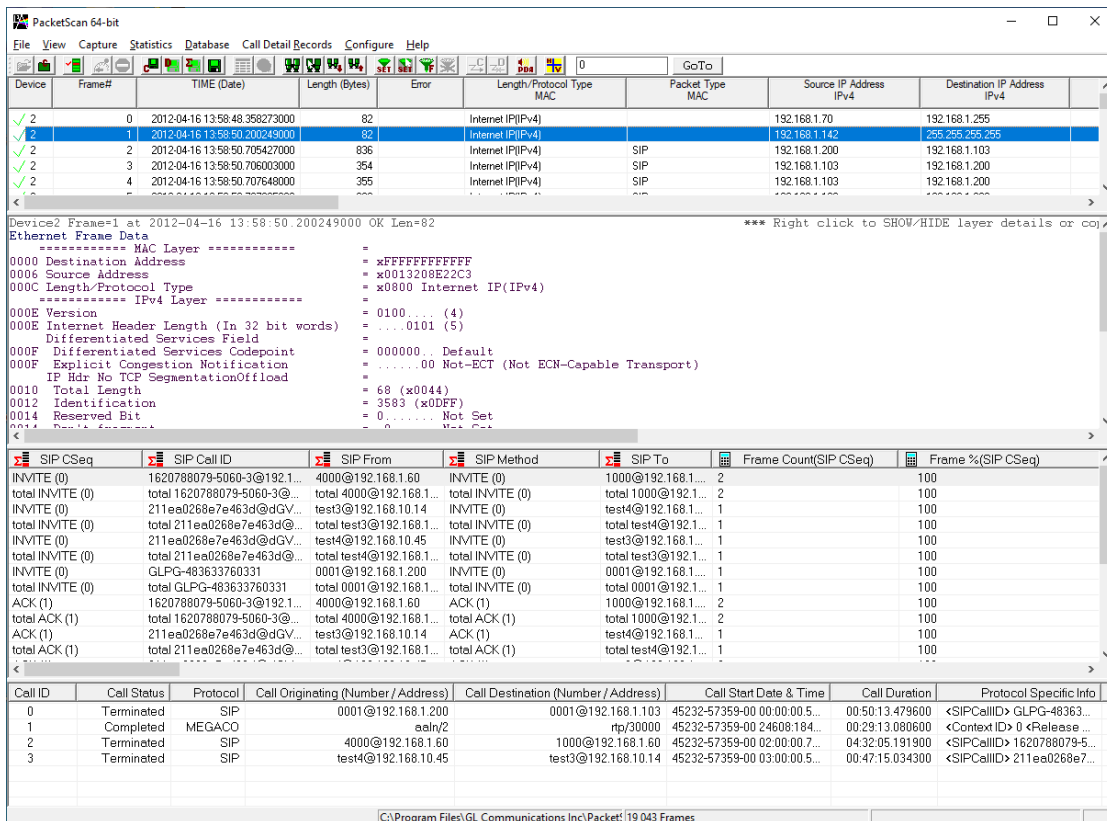 PacketScan 64-bit
File View Capture Statistics Database Call Detail Records Configure Help
0 GoTo
Device Frame# TIME (Date) Length (Bytes) Error Length/Protocol Type MAC Packet Type MAC Source IP Address IPv4 Destination IP Address IPv4
2 0 2012-04-16 13:58:48.358273000 82 Internet IP(IPv4) 192.168.1.70 192.168.1.255
2 1 2012-04-16 13:58:50.200249000 82 Internet IP(IPv4) 192.168.1.142 255.255.255.255
2 2 2012-04-16 13:58:50.705427000 836 Internet IP(IPv4) SIP 192.168.1.200 192.168.1.103
2 3 2012-04-16 13:58:50.706003000 354 Internet IP(IPv4) SIP 192.168.1.103 192.168.1.200
2 4 2012-04-16 13:58:50.707648000 355 Internet IP(IPv4) SIP 192.168.1.103 192.168.1.200
Device2 Frame=1 at 2012-04-16 13:58:50.200249000 OK Len=82 *** Right click to SHOW/HIDE layer details or cop
Ethernet Frame Data
============ MAC Layer ============ =
0000 Destination Address = xFFFFFFFFFFFF
0006 Source Address = x0013208E22C3
000C Length/Protocol Type = x0800 Internet IP(IPv4)
============ IPv4 Layer ============ =
000E Version = 0100.... (4)
000E Internet Header Length (In 32 bit words) = ....0101 (5)
Differentiated Services Field =
000F Differentiated Services Codepoint = 000000.. Default
000F Explicit Congestion Notification = ......00 Not-ECT (Not ECN-Capable Transport)
IP Hdr No TCP SegmentationOffload =
0010 Total Length = 68 (x0044)
0012 Identification = 3583 (x0DFF)
0014 Reserved Bit = 0....... Not Set
SIP CSeq SIP Call ID SIP From SIP Method SIP To Frame Count(SIP CSeq) Frame %(SIP CSeq)
INVITE (0) 1620788079-5060-3@192.1... 4000@192.168.1.60 INVITE (0) 1000@192.168.1.... 2 100
total INVITE (0) total 1620788079-5060-3@... total 4000@192.168.1... total INVITE (0) total 1000@192.1... 2 100
INVITE (0) 211ea0268e7e463d@dGV... test3@192.168.10.14 INVITE (0) test4@192.168.1... 1 100
total INVITE (0) total 211ea0268e7e463d@... total test3@192.168.1... total INVITE (0) total test4@192.1... 1 100
INVITE (0) 211ea0268e7e463d@dGV... test4@192.168.10.45 INVITE (0) test3@192.168.1... 1 100
total INVITE (0) total 211ea0268e7e463d@... total test4@192.168.1... total INVITE (0) total test3@192.1... 1 100
INVITE (0) GLPG-483633760331 0001@192.168.1.200 INVITE (0) 0001@192.168.1.... 1 100
total INVITE (0) total GLPG-483633760331 total 0001@192.168.1... total INVITE (0) total 0001@192.1... 1 100
ACK (1) 1620788079-5060-3@192.1... 4000@192.168.1.60 ACK (1) 1000@192.168.1.... 2 100
total ACK (1) total 1620788079-5060-3@... total 4000@192.168.1... total ACK (1) total 1000@192.1... 2 100
ACK (1) 211ea0268e7e463d@dGV... test3@192.168.10.14 ACK (1) test4@192.168.1... 1 100
total ACK (1) total 211ea0268e7e463d@... total test3@192.168.1... total ACK (1) total test4@192.1... 1 100
Call ID Call Status Protocol Call Originating (Number / Address) Call Destination (Number / Address) Call Start Date & Time Call Duration Protocol Specific Info
0 Terminated SIP 0001@192.168.1.200 0001@192.168.1.103 45232-57359-00 00:00:00.5... 00:50:13.479600 <SIPCallID> GLPG-48363...
1 Completed MEGACO aaln/2 rtp/30000 45232-57359-00 24608:184... 00:29:13.080600 <Context ID> 0 <Release ...
2 Terminated SIP 4000@192.168.1.60 1000@192.168.1.60 45232-57359-00 02:00:00.7... 04:32:05.191900 <SIPCallID> 1620788079-5...
3 Terminated SIP test4@192.168.10.45 test3@192.168.10.14 45232-57359-00 03:00:00.5... 00:47:15.034300 <SIPCallID> 211ea0268e7...
C:\Program Files\GL Communications Inc\Packet 19 043 Frames